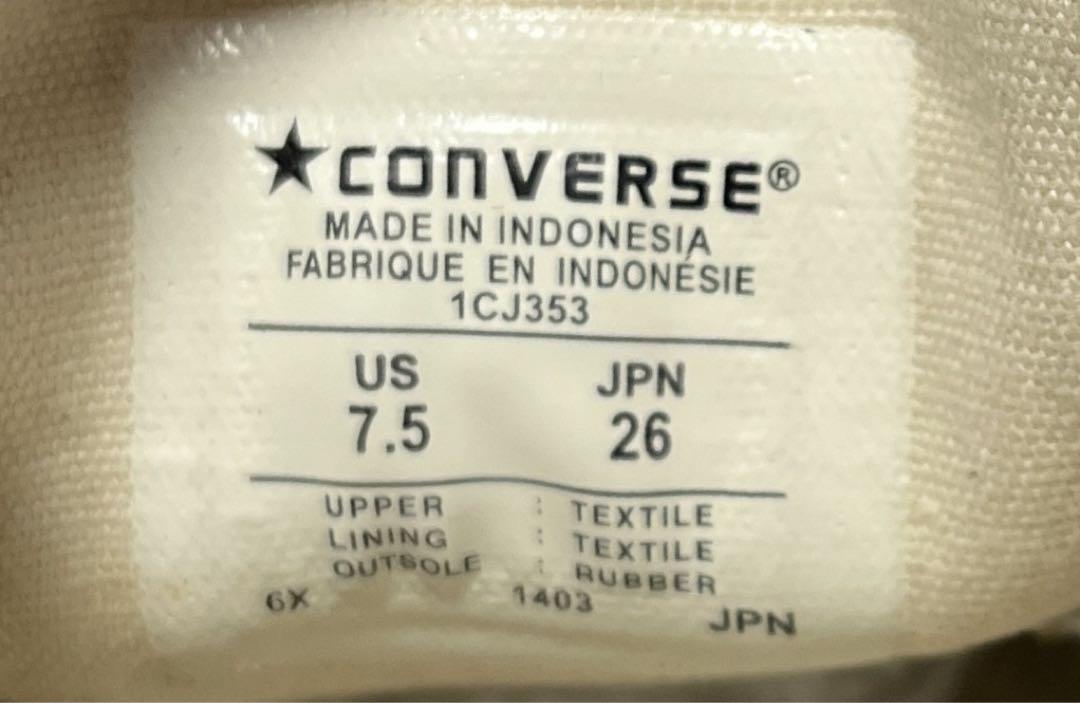 ★CONVERSE®
MADE IN INDONESIA
FABRIQUE EN INDONÉSIE
1CJ353
US JPN
7.5 26
UPPER : TEXTILE
LINING : TEXTILE
OUTSOLE : RUBBER
6X 1403 JPN